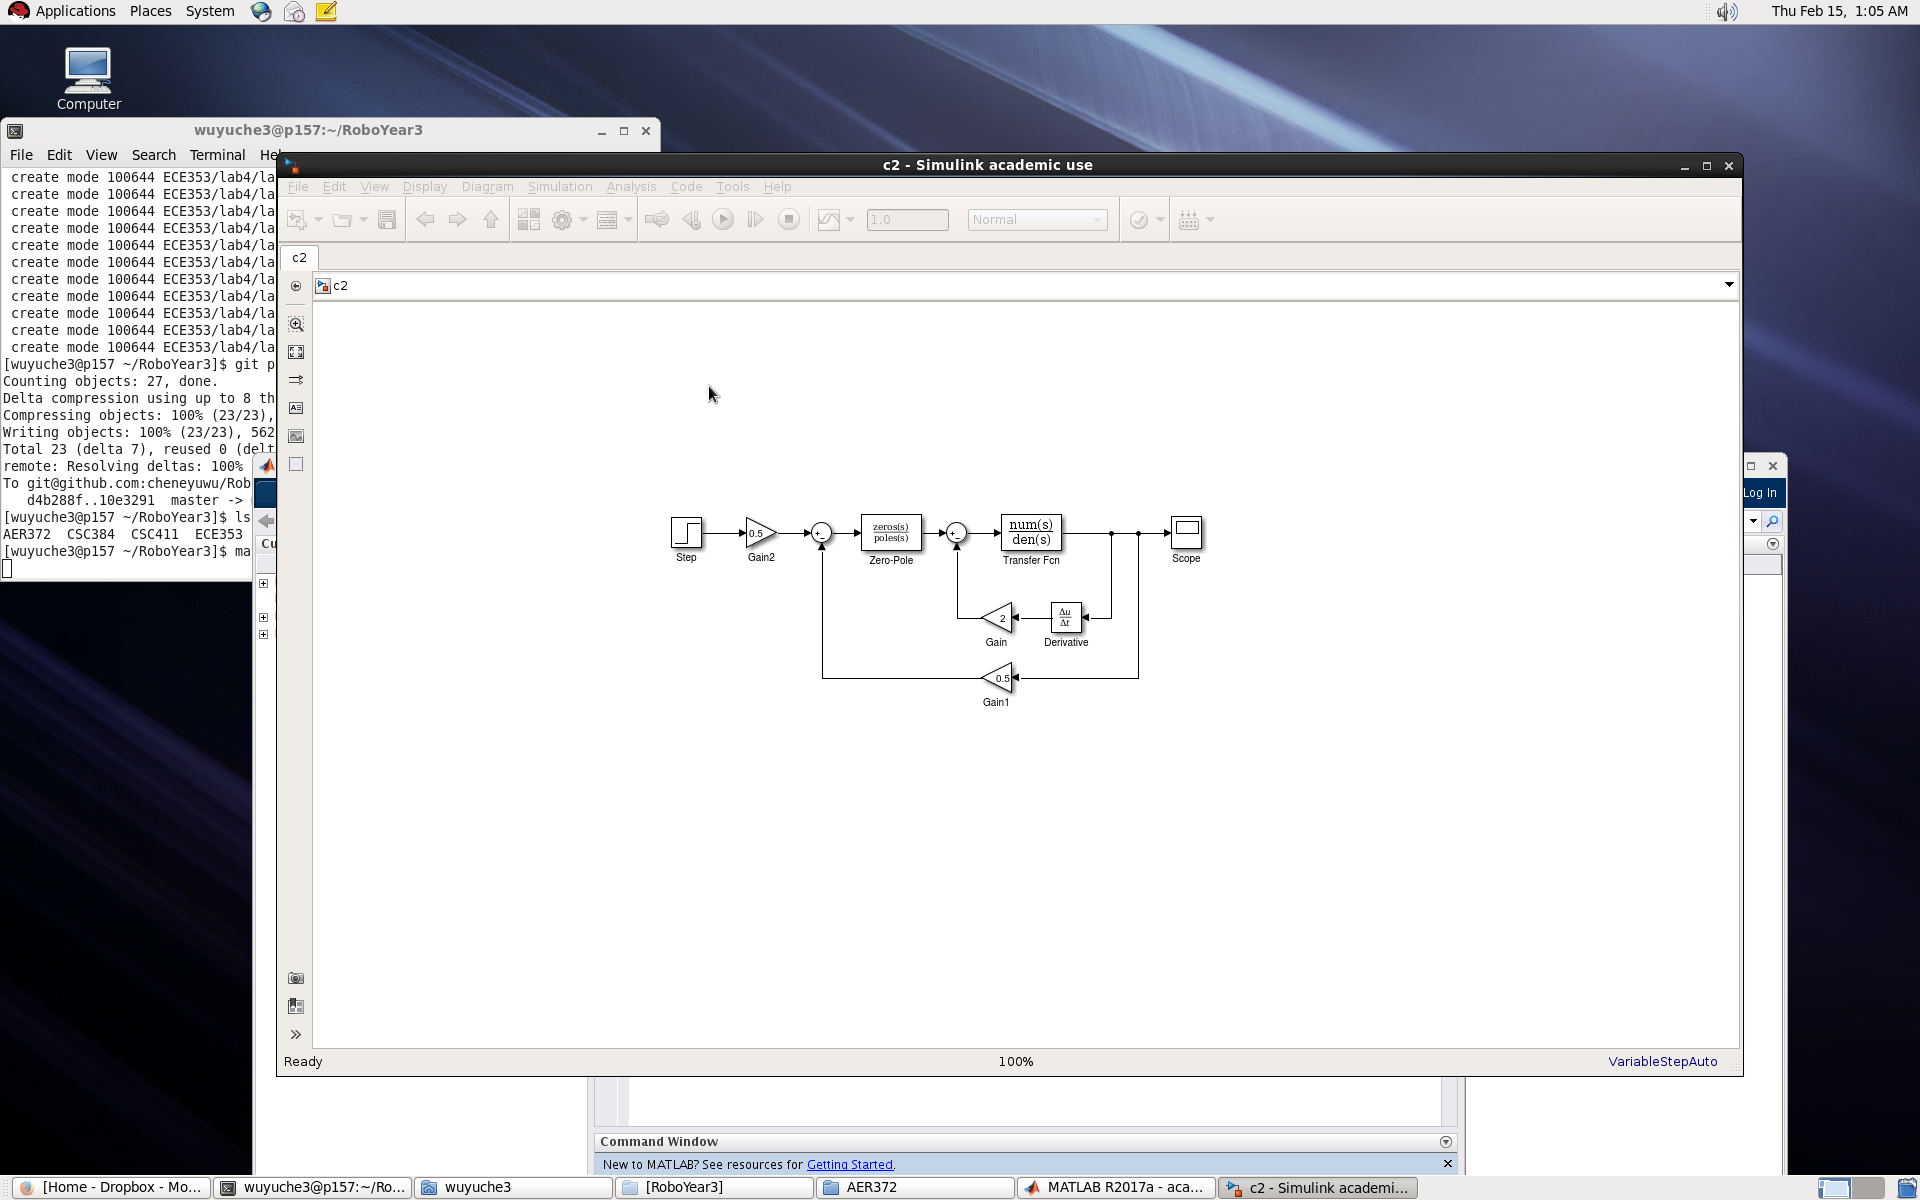 Applications Places System
Thu Feb 15, 1:05 AM
Computer
wuyuche3@p157:~/RoboYear3
File Edit View Search Terminal
create mode 100644 ECE353/lab4/la
create mode 100644 ECE353/lab4/la
create mode 100644 ECE353/lab4/la
create mode 100644 ECE353/lab4/la
create mode 100644 ECE353/lab4/la
create mode 100644 ECE353/lab4/la
create mode 100644 ECE353/lab4/la
create mode 100644 ECE353/lab4/la
create mode 100644 ECE353/lab4/la
create mode 100644 ECE353/lab4/la
create mode 100644 ECE353/lab4/la
[wuyuche3@p157 ~/RoboYear3]$ git p
Counting objects: 27, done.
Delta compression using up to 8 th
Compressing objects: 100% (23/23),
Writing objects: 100% (23/23), 562
Total 23 (delta 7), reused 0 (delt
remote: Resolving deltas: 100%
To git@github.com:cheneyuwu/Rob
d4b288f..10e3291 master ->
[wuyuche3@p157 ~/RoboYear3]$ ls
AER372 CSC384 CSC411 ECE353
[wuyuche3@p157 ~/RoboYear3]$ ma
c2 - Simulink academic use
File Edit View Display Diagram Simulation Analysis Code Tools Help
1.0 Normal
c2
c2
Step
0.5
Gain2
+-
zeros(s)
poles(s)
Zero-Pole
+-
num(s)
den(s)
Transfer Fcn
Scope
2
Gain
Δu
Δt
Derivative
0.5
Gain1
Ready
100%
VariableStepAuto
Log In
Cu
Command Window
New to MATLAB? See resources for Getting Started.
[Home - Dropbox - Mo...
wuyuche3@p157:~/Ro...
wuyuche3
[RoboYear3]
AER372
MATLAB R2017a - aca...
c2 - Simulink academi...